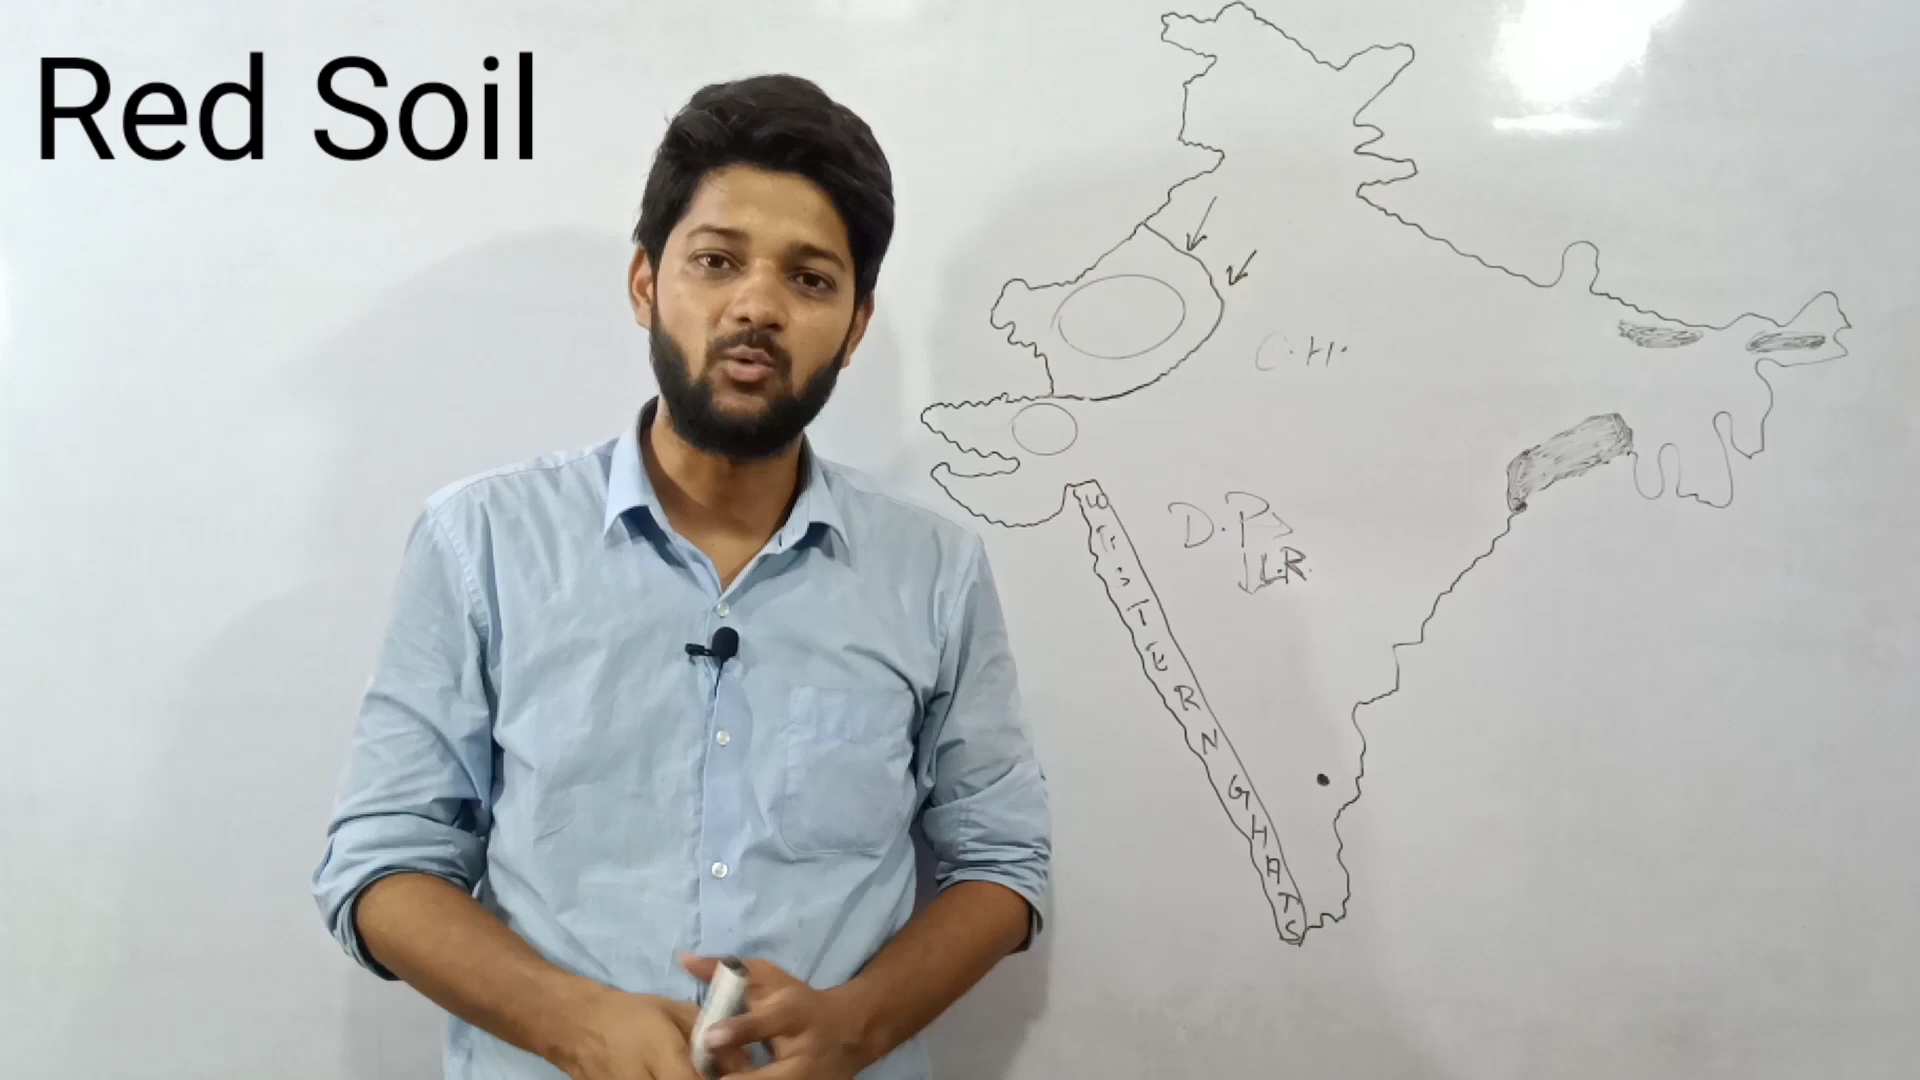 Red Soil
C.H.
D.P
L.R.
WESTERN GHATS